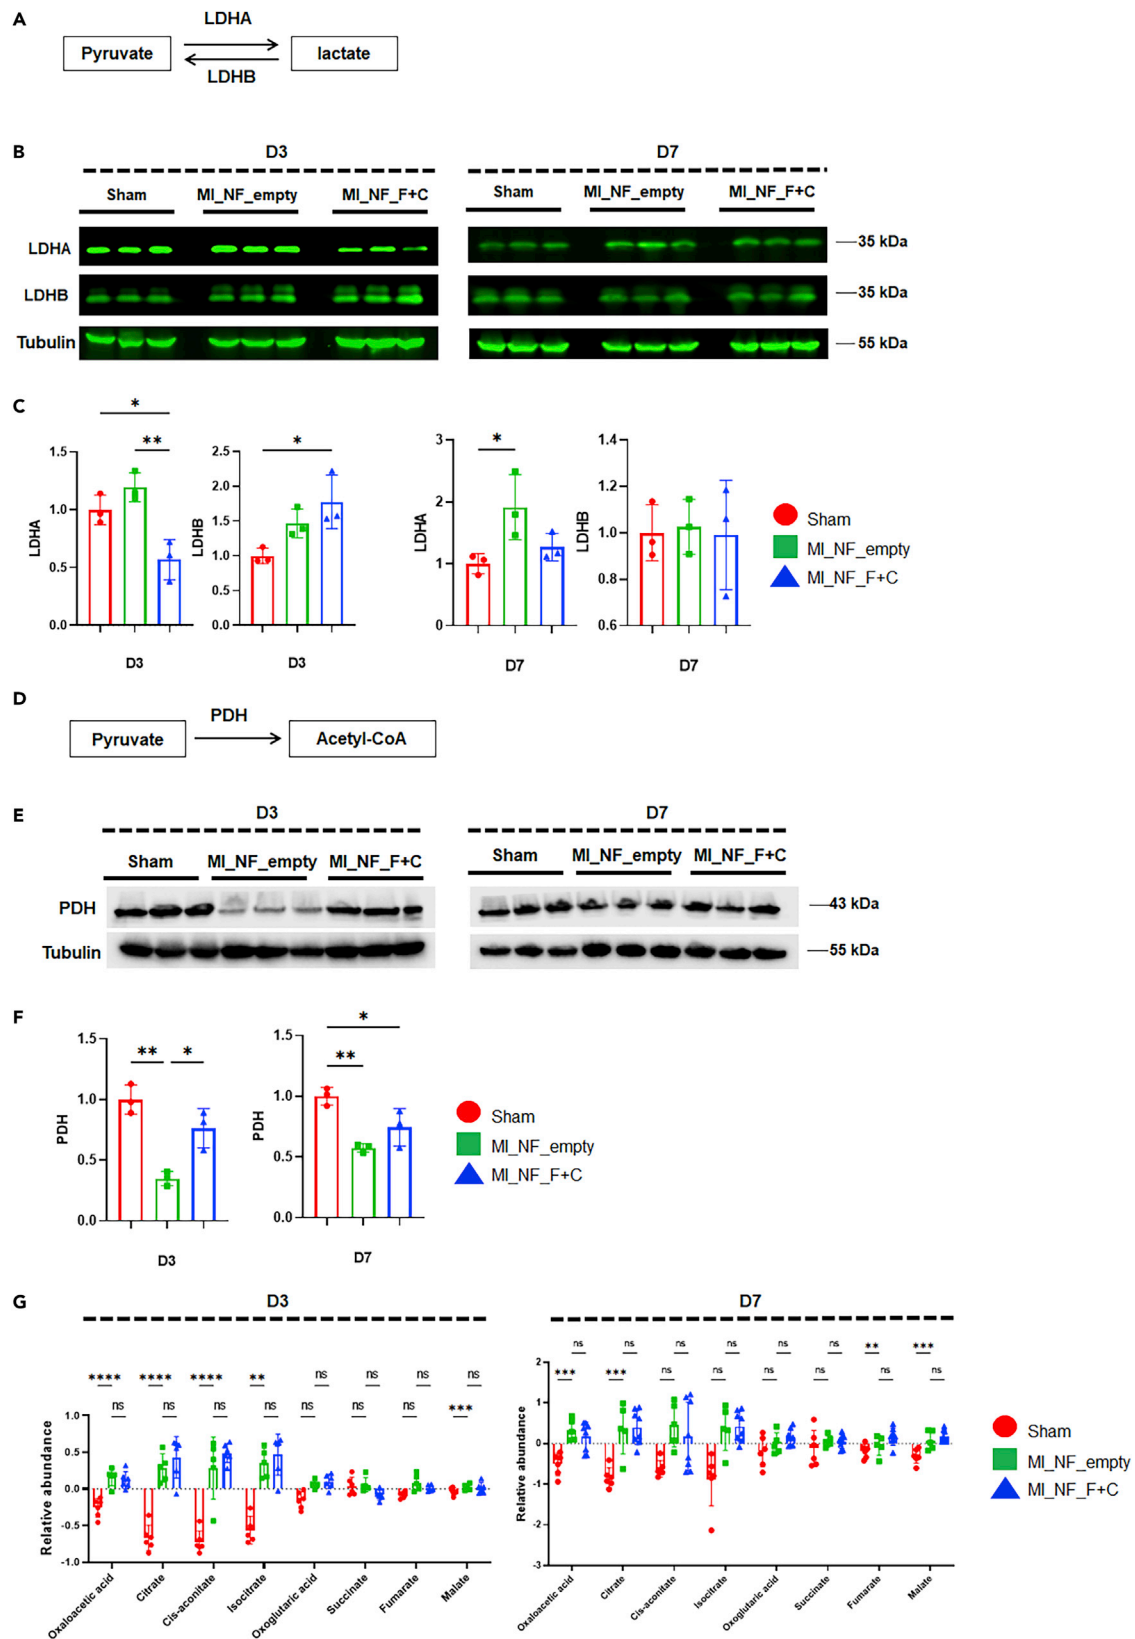 A
LDHA
Pyruvate
lactate
LDHB
B
D3
D7
Sham
MI_NF_empty
MI_NF_F+C
Sham
MI_NF_empty
MI_NF_F+C
LDHA
35 kDa
LDHB
35 kDa
Tubulin
55 kDa
C
*
**
1.5
1.0
0.5
0.0
LDHA
D3
*
2.5
2.0
1.5
1.0
0.5
0.0
LDHB
D3
*
3
2
1
0
LDHA
D7
1.4
1.2
1.0
0.8
0.6
LDHB
D7
Sham
MI_NF_empty
MI_NF_F+C
D
PDH
Pyruvate
Acetyl-CoA
E
D3
D7
Sham
MI_NF_empty
MI_NF_F+C
Sham
MI_NF_empty
MI_NF_F+C
PDH
43 kDa
Tubulin
55 kDa
F
**
*
1.5
1.0
0.5
0.0
PDH
D3
*
**
1.5
1.0
0.5
0.0
PDH
D7
Sham
MI_NF_empty
MI_NF_F+C
G
D3
**** **** **** ** ns ns ns ns
ns ns ns ns ns ns ns ***
1.0
0.5
0.0
-0.5
-1.0
Relative abundance
Oxaloacetic acid
Citrate
Cis-aconitate
Isocitrate
Oxoglutaric acid
Succinate
Fumarate
Malate
D7
ns ns ns ns ns ns ** ***
*** *** ns ns ns ns ns ns
2
1
0
-1
-2
-3
Relative abundance
Oxaloacetic acid
Citrate
Cis-aconitate
Isocitrate
Oxoglutaric acid
Succinate
Fumarate
Malate
Sham
MI_NF_empty
MI_NF_F+C